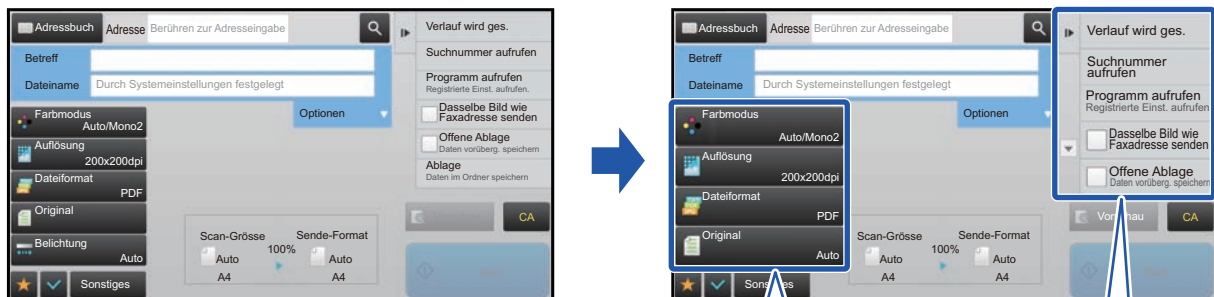 Adressbuch Adresse Berühren zur Adresseingabe
Betreff
Dateiname Durch Systemeinstellungen festgelegt
Optionen
Farbmodus
Auto/Mono2
Auflösung
200x200dpi
Dateiformat
PDF
Original
Belichtung
Auto
Sonstiges
Scan-Grösse
Auto
A4
100%
Sende-Format
Auto
A4
Verlauf wird ges.
Suchnummer aufrufen
Programm aufrufen
Registrierte Einst. aufrufen.
Dasselbe Bild wie
Faxadresse senden
Offene Ablage
Daten vorüberg. speichern
Ablage
Daten im Ordner speichern
CA
Adressbuch Adresse Berühren zur Adresseingabe
Betreff
Dateiname Durch Systemeinstellungen festgelegt
Optionen
Farbmodus
Auto/Mono2
Auflösung
200x200dpi
Dateiformat
PDF
Original
Auto
Scan-Grösse
Auto
A4
100%
Sende-Format
Auto
A4
Verlauf wird ges.
Suchnummer
aufrufen
Programm aufrufen
Registrierte Einst. aufrufen
Dasselbe Bild wie
Faxadresse senden
Offene Ablage
Daten vorüberg. speichern
CA